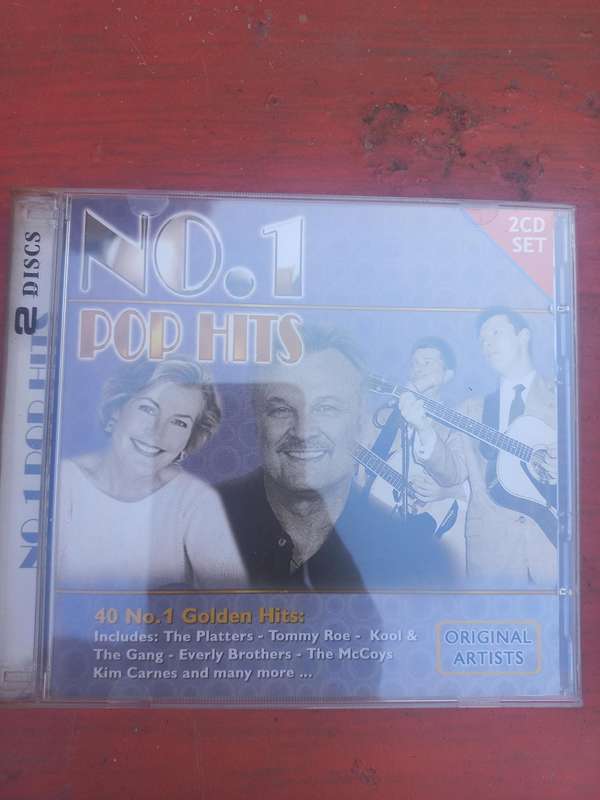 2 DISCS
NO.1 POP HITS
NO.1
POP HITS
2CD
SET
40 No.1 Golden Hits:
Includes: The Platters - Tommy Roe - Kool &
The Gang - Everly Brothers - The McCoys
Kim Carnes and many more ...
ORIGINAL
ARTISTS